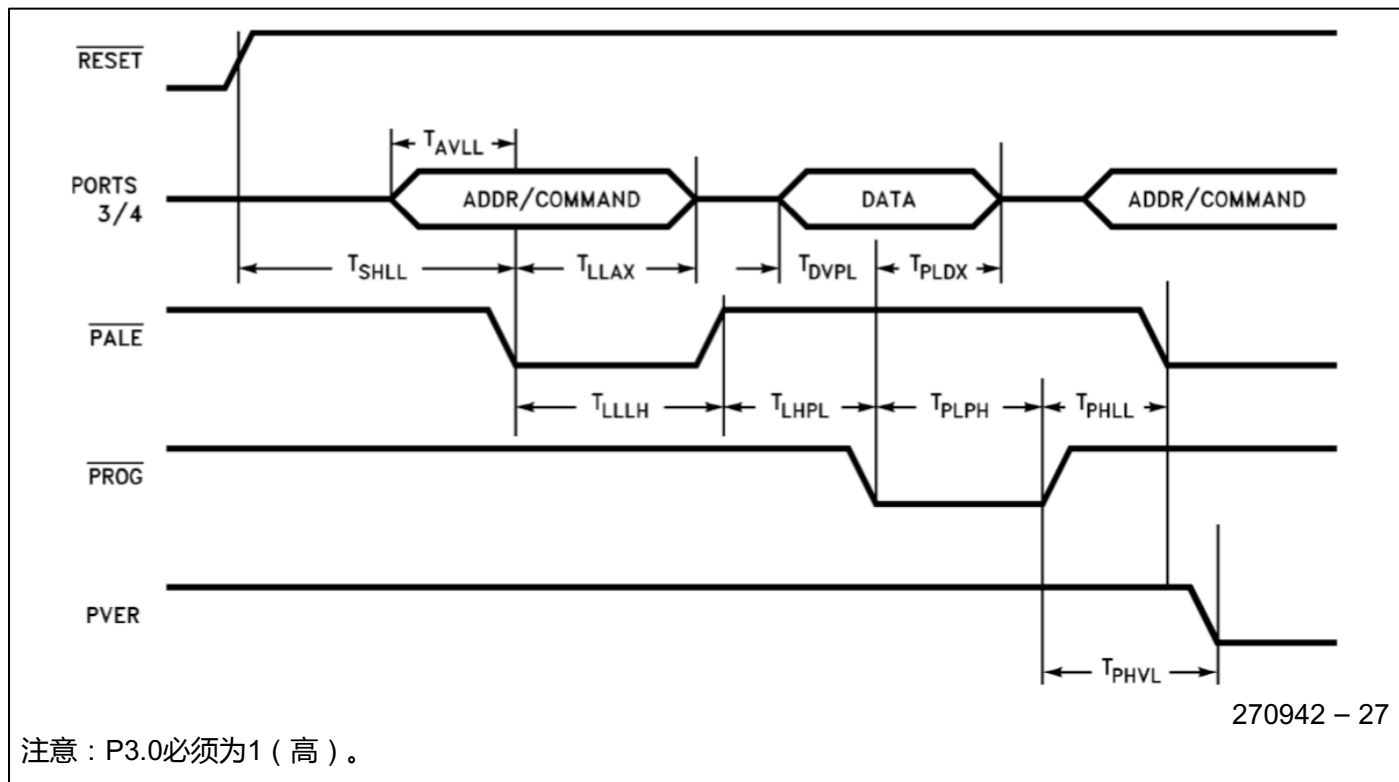 RESET
T_AVLL
PORTS
3/4
ADDR/COMMAND DATA ADDR/COMMAND
T_SHLL T_LLAX T_DVPL T_PLDX
PALE
T_LLLH T_LHPL T_PLPH T_PHLL
PROG
PVER
T_PHVL
270942 – 27
注意：P3.0必须为1（高）。